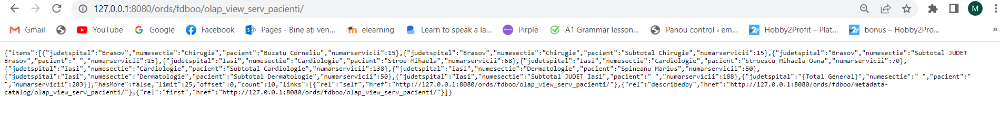 127.0.0.1:8080/ords/fdboo/olap_view_serv_pacienti/
M
Gmail YouTube Google Facebook Pages - Bine ați ven... elearning Learn to speak a la... Pirple A1 Grammar lesson... Panou control ‹ em... H2P Hobby2Profit – Plat... H2P bonus – Hobby2Pro... »
{"items":[{"judetspital":"Brasov","numesectie":"Chirugie","pacient":"Buzatu Corneliu","numarservicii":15},{"judetspital":"Brasov","numesectie":"Chirugie","pacient":"Subtotal Chirugie","numarservicii":15},{"judetspital":"Brasov","numesectie":"Subtotal JUDET
Brasov","pacient":" ","numarservicii":15},{"judetspital":"Iasi","numesectie":"Cardiologie","pacient":"Stroe Mihaela","numarservicii":68},{"judetspital":"Iasi","numesectie":"Cardiologie","pacient":"Stroescu Mihaela Oana","numarservicii":70},
{"judetspital":"Iasi","numesectie":"Cardiologie","pacient":"Subtotal Cardiologie","numarservicii":138},{"judetspital":"Iasi","numesectie":"Dermatologie","pacient":"Spineanu Marius","numarservicii":50},
{"judetspital":"Iasi","numesectie":"Dermatologie","pacient":"Subtotal Dermatologie","numarservicii":50},{"judetspital":"Iasi","numesectie":"Subtotal JUDET Iasi","pacient":" ","numarservicii":188},{"judetspital":"{Total General}","numesectie":" ","pacient":"
","numarservicii":203}],"hasMore":false,"limit":25,"offset":0,"count":10,"links":[{"rel":"self","href":"http://127.0.0.1:8080/ords/fdboo/olap_view_serv_pacienti/"},{"rel":"describedby","href":"http://127.0.0.1:8080/ords/fdboo/metadata-
catalog/olap_view_serv_pacienti/"},{"rel":"first","href":"http://127.0.0.1:8080/ords/fdboo/olap_view_serv_pacienti/"}]}